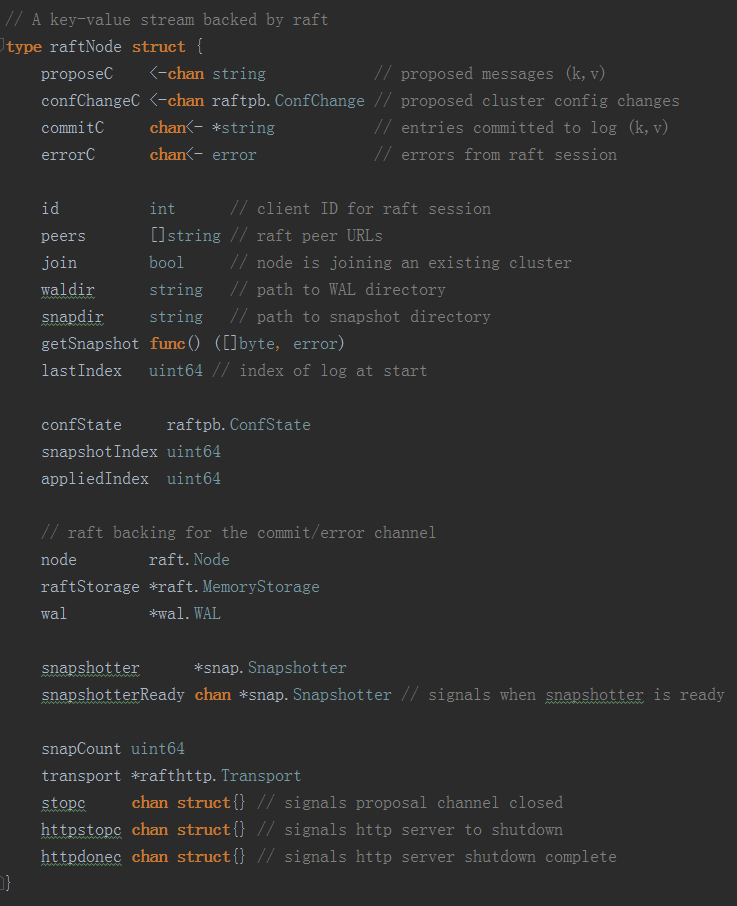 // A key-value stream backed by raft
type raftNode struct {
    proposeC    <-chan string            // proposed messages (k,v)
    confChangeC <-chan raftpb.ConfChange // proposed cluster config changes
    commitC     chan<- *string           // entries committed to log (k,v)
    errorC      chan<- error             // errors from raft session

    id          int      // client ID for raft session
    peers       []string // raft peer URLs
    join        bool     // node is joining an existing cluster
    waldir      string   // path to WAL directory
    snapdir     string   // path to snapshot directory
    getSnapshot func() ([]byte, error)
    lastIndex   uint64 // index of log at start

    confState     raftpb.ConfState
    snapshotIndex uint64
    appliedIndex  uint64

    // raft backing for the commit/error channel
    node        raft.Node
    raftStorage *raft.MemoryStorage
    wal         *wal.WAL

    snapshotter      *snap.Snapshotter
    snapshotterReady chan *snap.Snapshotter // signals when snapshotter is ready

    snapCount uint64
    transport *rafthttp.Transport
    stopc     chan struct{} // signals proposal channel closed
    httpstopc chan struct{} // signals http server to shutdown
    httpdonec chan struct{} // signals http server shutdown complete
}